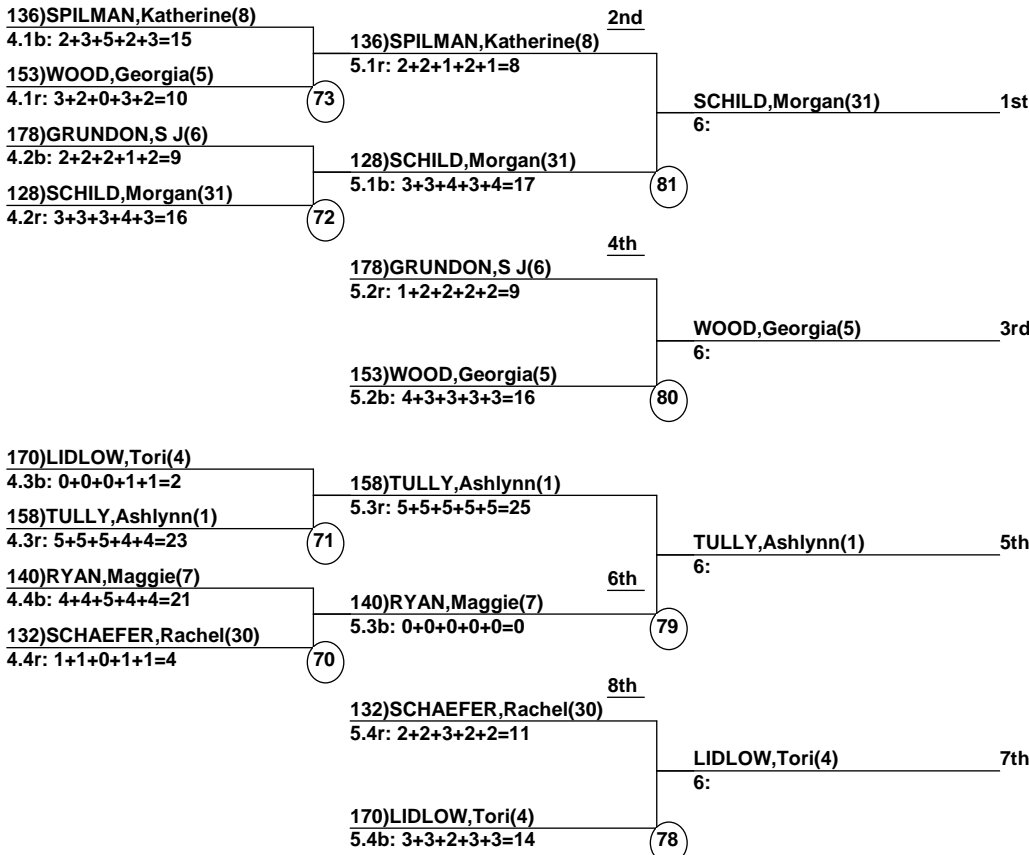 136)SPILMAN,Katherine(8)
4.1b: 2+3+5+2+3=15
153)WOOD,Georgia(5)
4.1r: 3+2+0+3+2=10
73
178)GRUNDON,S J(6)
4.2b: 2+2+2+1+2=9
128)SCHILD,Morgan(31)
4.2r: 3+3+3+4+3=16
72
2nd
136)SPILMAN,Katherine(8)
5.1r: 2+2+1+2+1=8
128)SCHILD,Morgan(31)
5.1b: 3+3+4+3+4=17
81
SCHILD,Morgan(31)
6:
1st
4th
178)GRUNDON,S J(6)
5.2r: 1+2+2+2+2=9
153)WOOD,Georgia(5)
5.2b: 4+3+3+3+3=16
80
WOOD,Georgia(5)
6:
3rd
170)LIDLOW,Tori(4)
4.3b: 0+0+0+1+1=2
158)TULLY,Ashlynn(1)
4.3r: 5+5+5+4+4=23
71
140)RYAN,Maggie(7)
4.4b: 4+4+5+4+4=21
132)SCHAEFER,Rachel(30)
4.4r: 1+1+0+1+1=4
70
158)TULLY,Ashlynn(1)
5.3r: 5+5+5+5+5=25
6th
140)RYAN,Maggie(7)
5.3b: 0+0+0+0+0=0
79
TULLY,Ashlynn(1)
6:
5th
8th
132)SCHAEFER,Rachel(30)
5.4r: 2+2+3+2+2=11
170)LIDLOW,Tori(4)
5.4b: 3+3+2+3+3=14
78
LIDLOW,Tori(4)
6:
7th